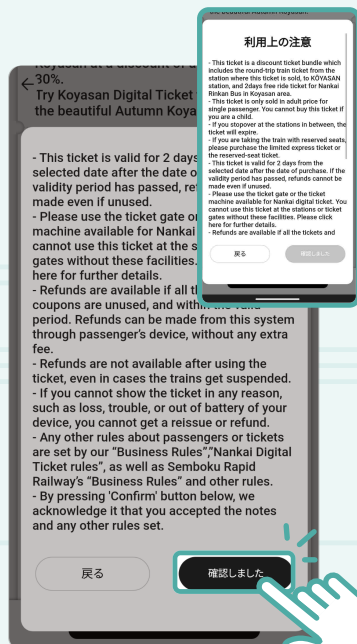 the beautiful Autumn Koyasan.
利用上の注意
- This ticket is a discount ticket bundle which
includes the round-trip train ticket from the
station where this ticket is sold, to KŌYASAN
station, and 2days free ride ticket for Nankai
Rinkan Bus in Koyasan area.
- This ticket is only sold in adult price for
single passenger. You cannot buy this ticket if
you are a child.
- If you stopover at the stations in between, the
ticket will expire.
- If you are taking the train with reserved seats,
please purchase the limited express ticket or
the reserved-seat ticket.
- This ticket is valid for 2 days from the
selected date after the date of purchase. If the
validity period has passed, refunds cannot be
made even if unused.
- Please use the ticket gate or the ticket
machine available for Nankai digital ticket. You
cannot use this ticket at the stations or ticket
gates without these facilities. Please click
here for further details.
- Refunds are available if all the tickets and
戻る
確認しました
Koyasan at a discount of
30%.
Try Koyasan Digital Ticket
the beautiful Autumn Koya
- This ticket is valid for 2 days
selected date after the date o
validity period has passed, ref
made even if unused.
- Please use the ticket gate or
machine available for Nankai
cannot use this ticket at the s
gates without these facilities.
here for further details.
- Refunds are available if all th
coupons are unused, and within the valid
period. Refunds can be made from this system
through passenger's device, without any extra
fee.
- Refunds are not available after using the
ticket, even in cases the trains get suspended.
- If you cannot show the ticket in any reason,
such as loss, trouble, or out of battery of your
device, you cannot get a reissue or refund.
- Any other rules about passengers or tickets
are set by our "Business Rules","Nankai Digital
Ticket rules", as well as Semboku Rapid
Railway's "Business Rules" and other rules.
- By pressing 'Confirm' button below, we
acknowledge it that you accepted the notes
and any other rules set.
戻る
確認しました